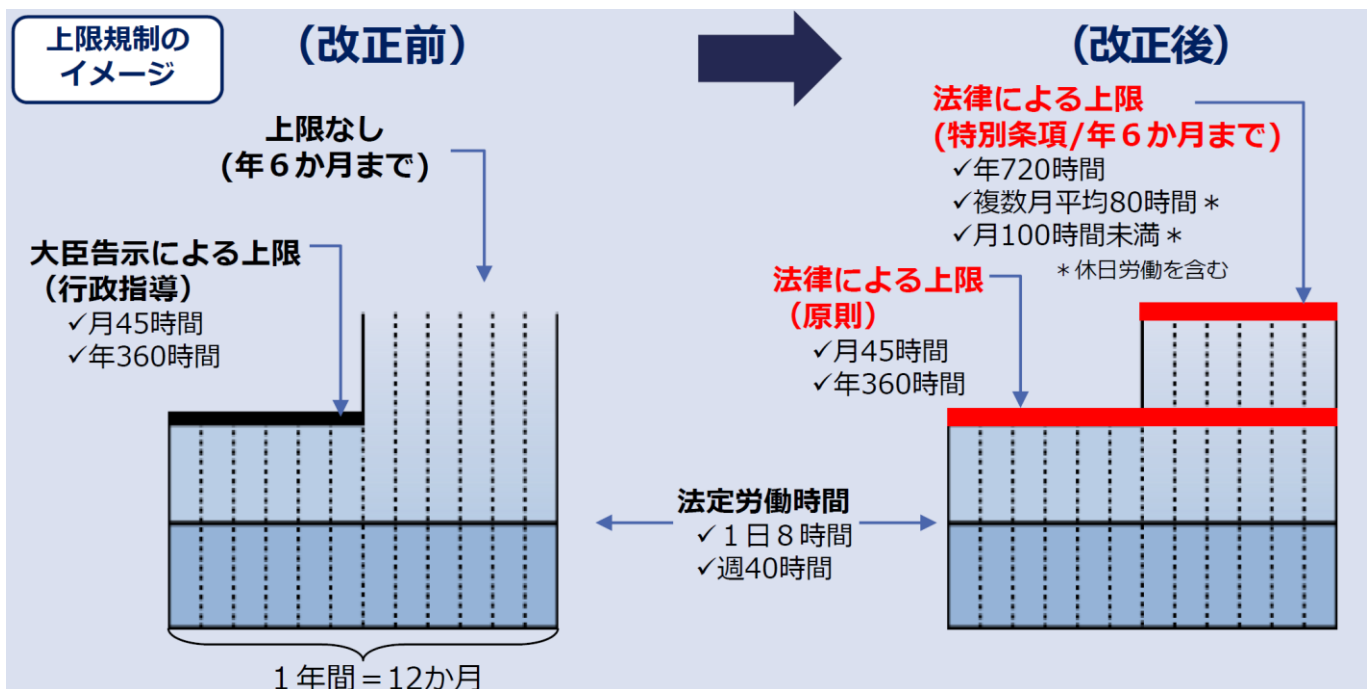 上限規制の
イメージ
（改正前）
（改正後）
上限なし
(年６か月まで)
大臣告示による上限
（行政指導）
✓月45時間
✓年360時間
法律による上限
(特別条項/年６か月まで)
✓年720時間
✓複数月平均80時間＊
✓月100時間未満＊
＊休日労働を含む
法律による上限
（原則）
✓月45時間
✓年360時間
法定労働時間
✓１日８時間
✓週40時間
１年間＝12か月